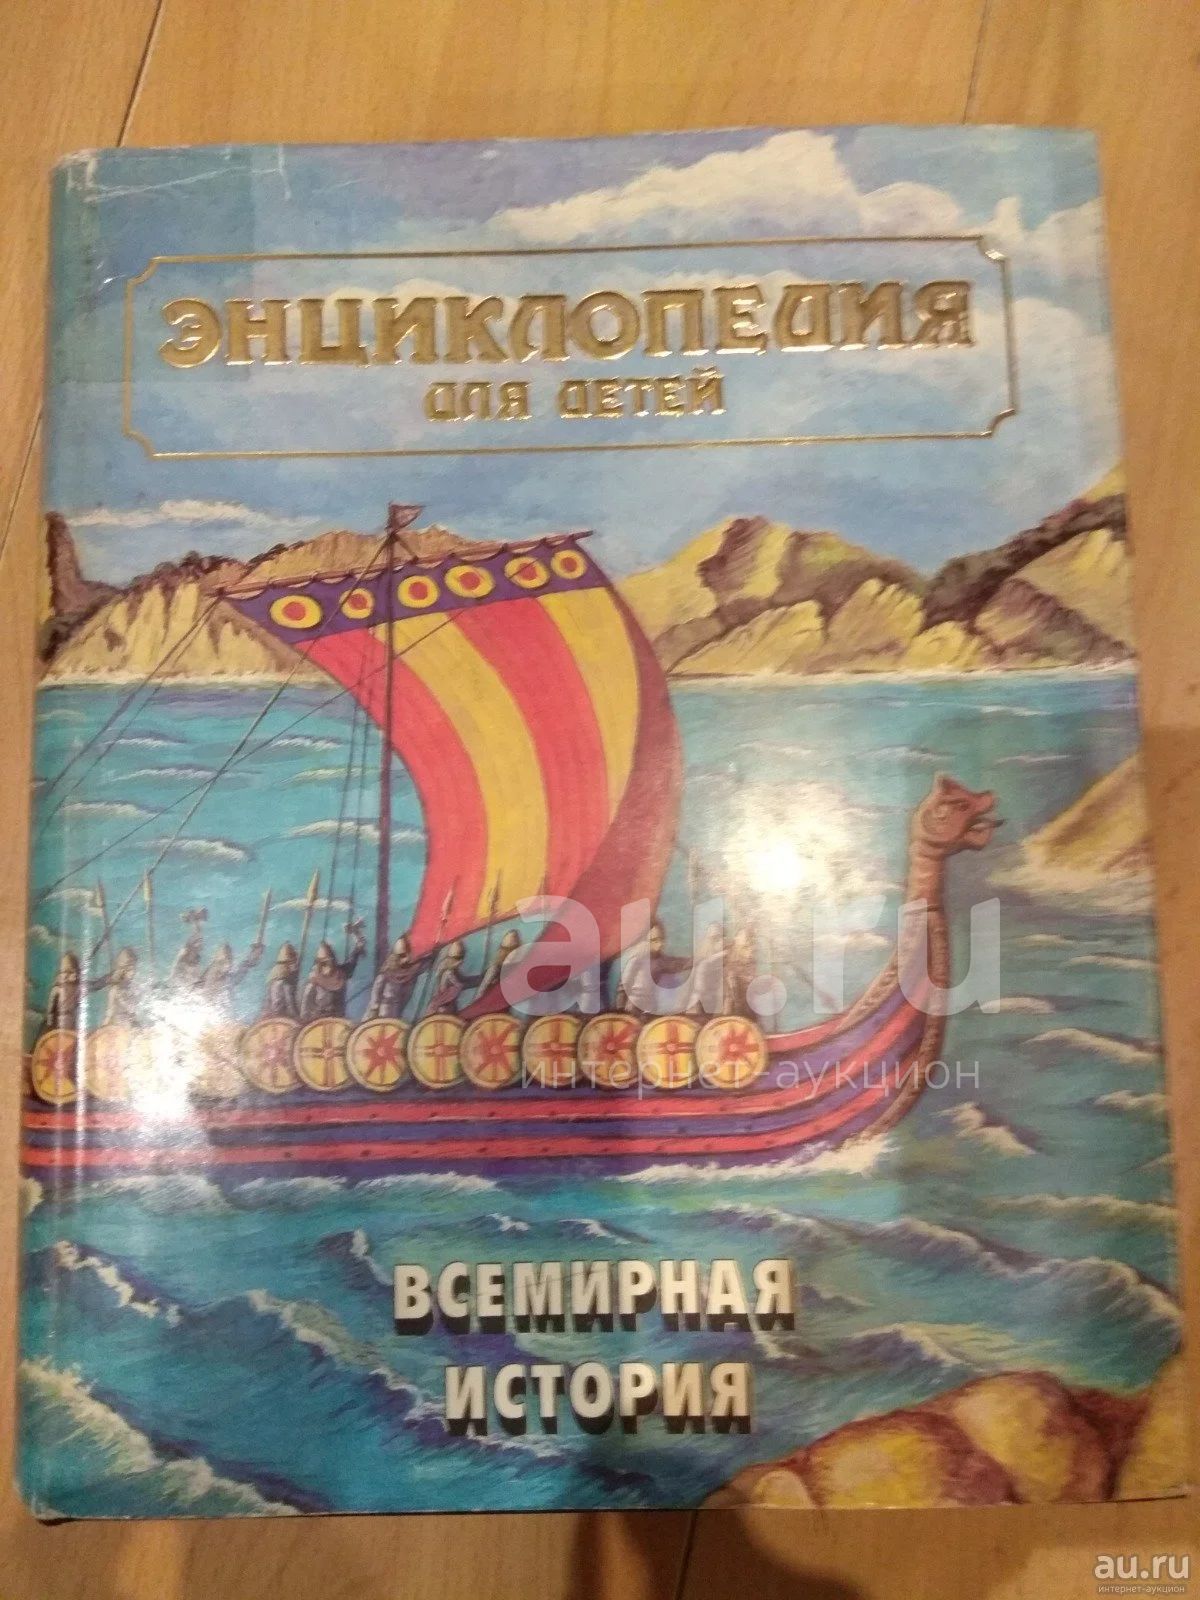 ЭНЦИКЛОПЕДИЯ
ДЛЯ ДЕТЕЙ
au.ru
интернет-аукцион
ВСЕМИРНАЯ
ИСТОРИЯ
au.ru
интернет-аукцион